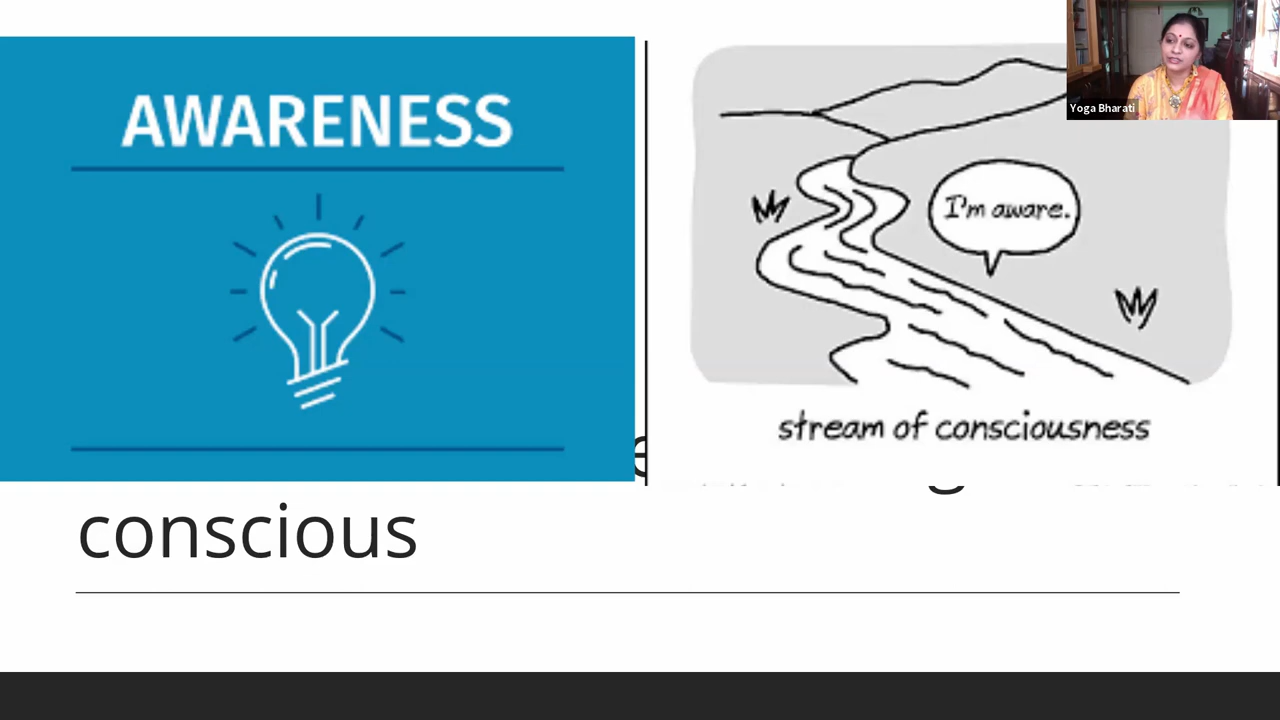 AWARENESS
I'm aware.
stream of consciousness
conscious
Yoga Bharati